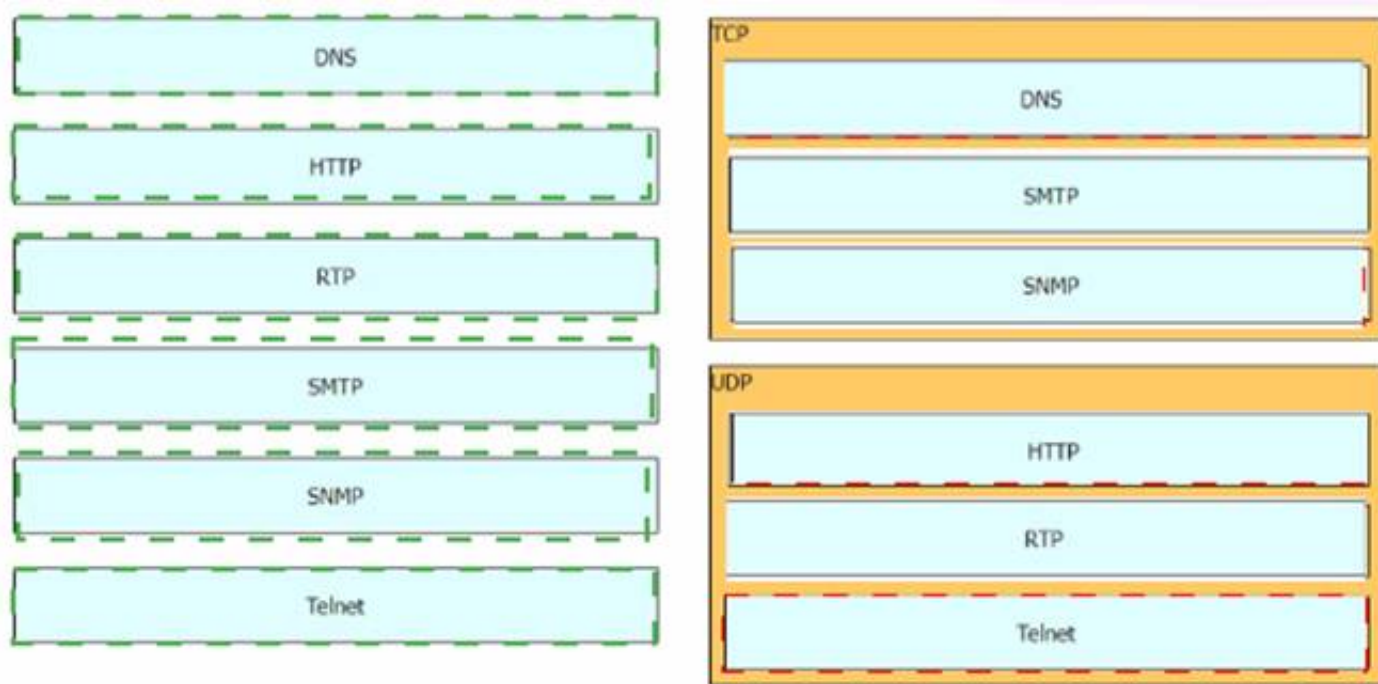 DNS
HTTP
RTP
SMTP
SNMP
Telnet
TCP
DNS
SMTP
SNMP
UDP
HTTP
RTP
Telnet